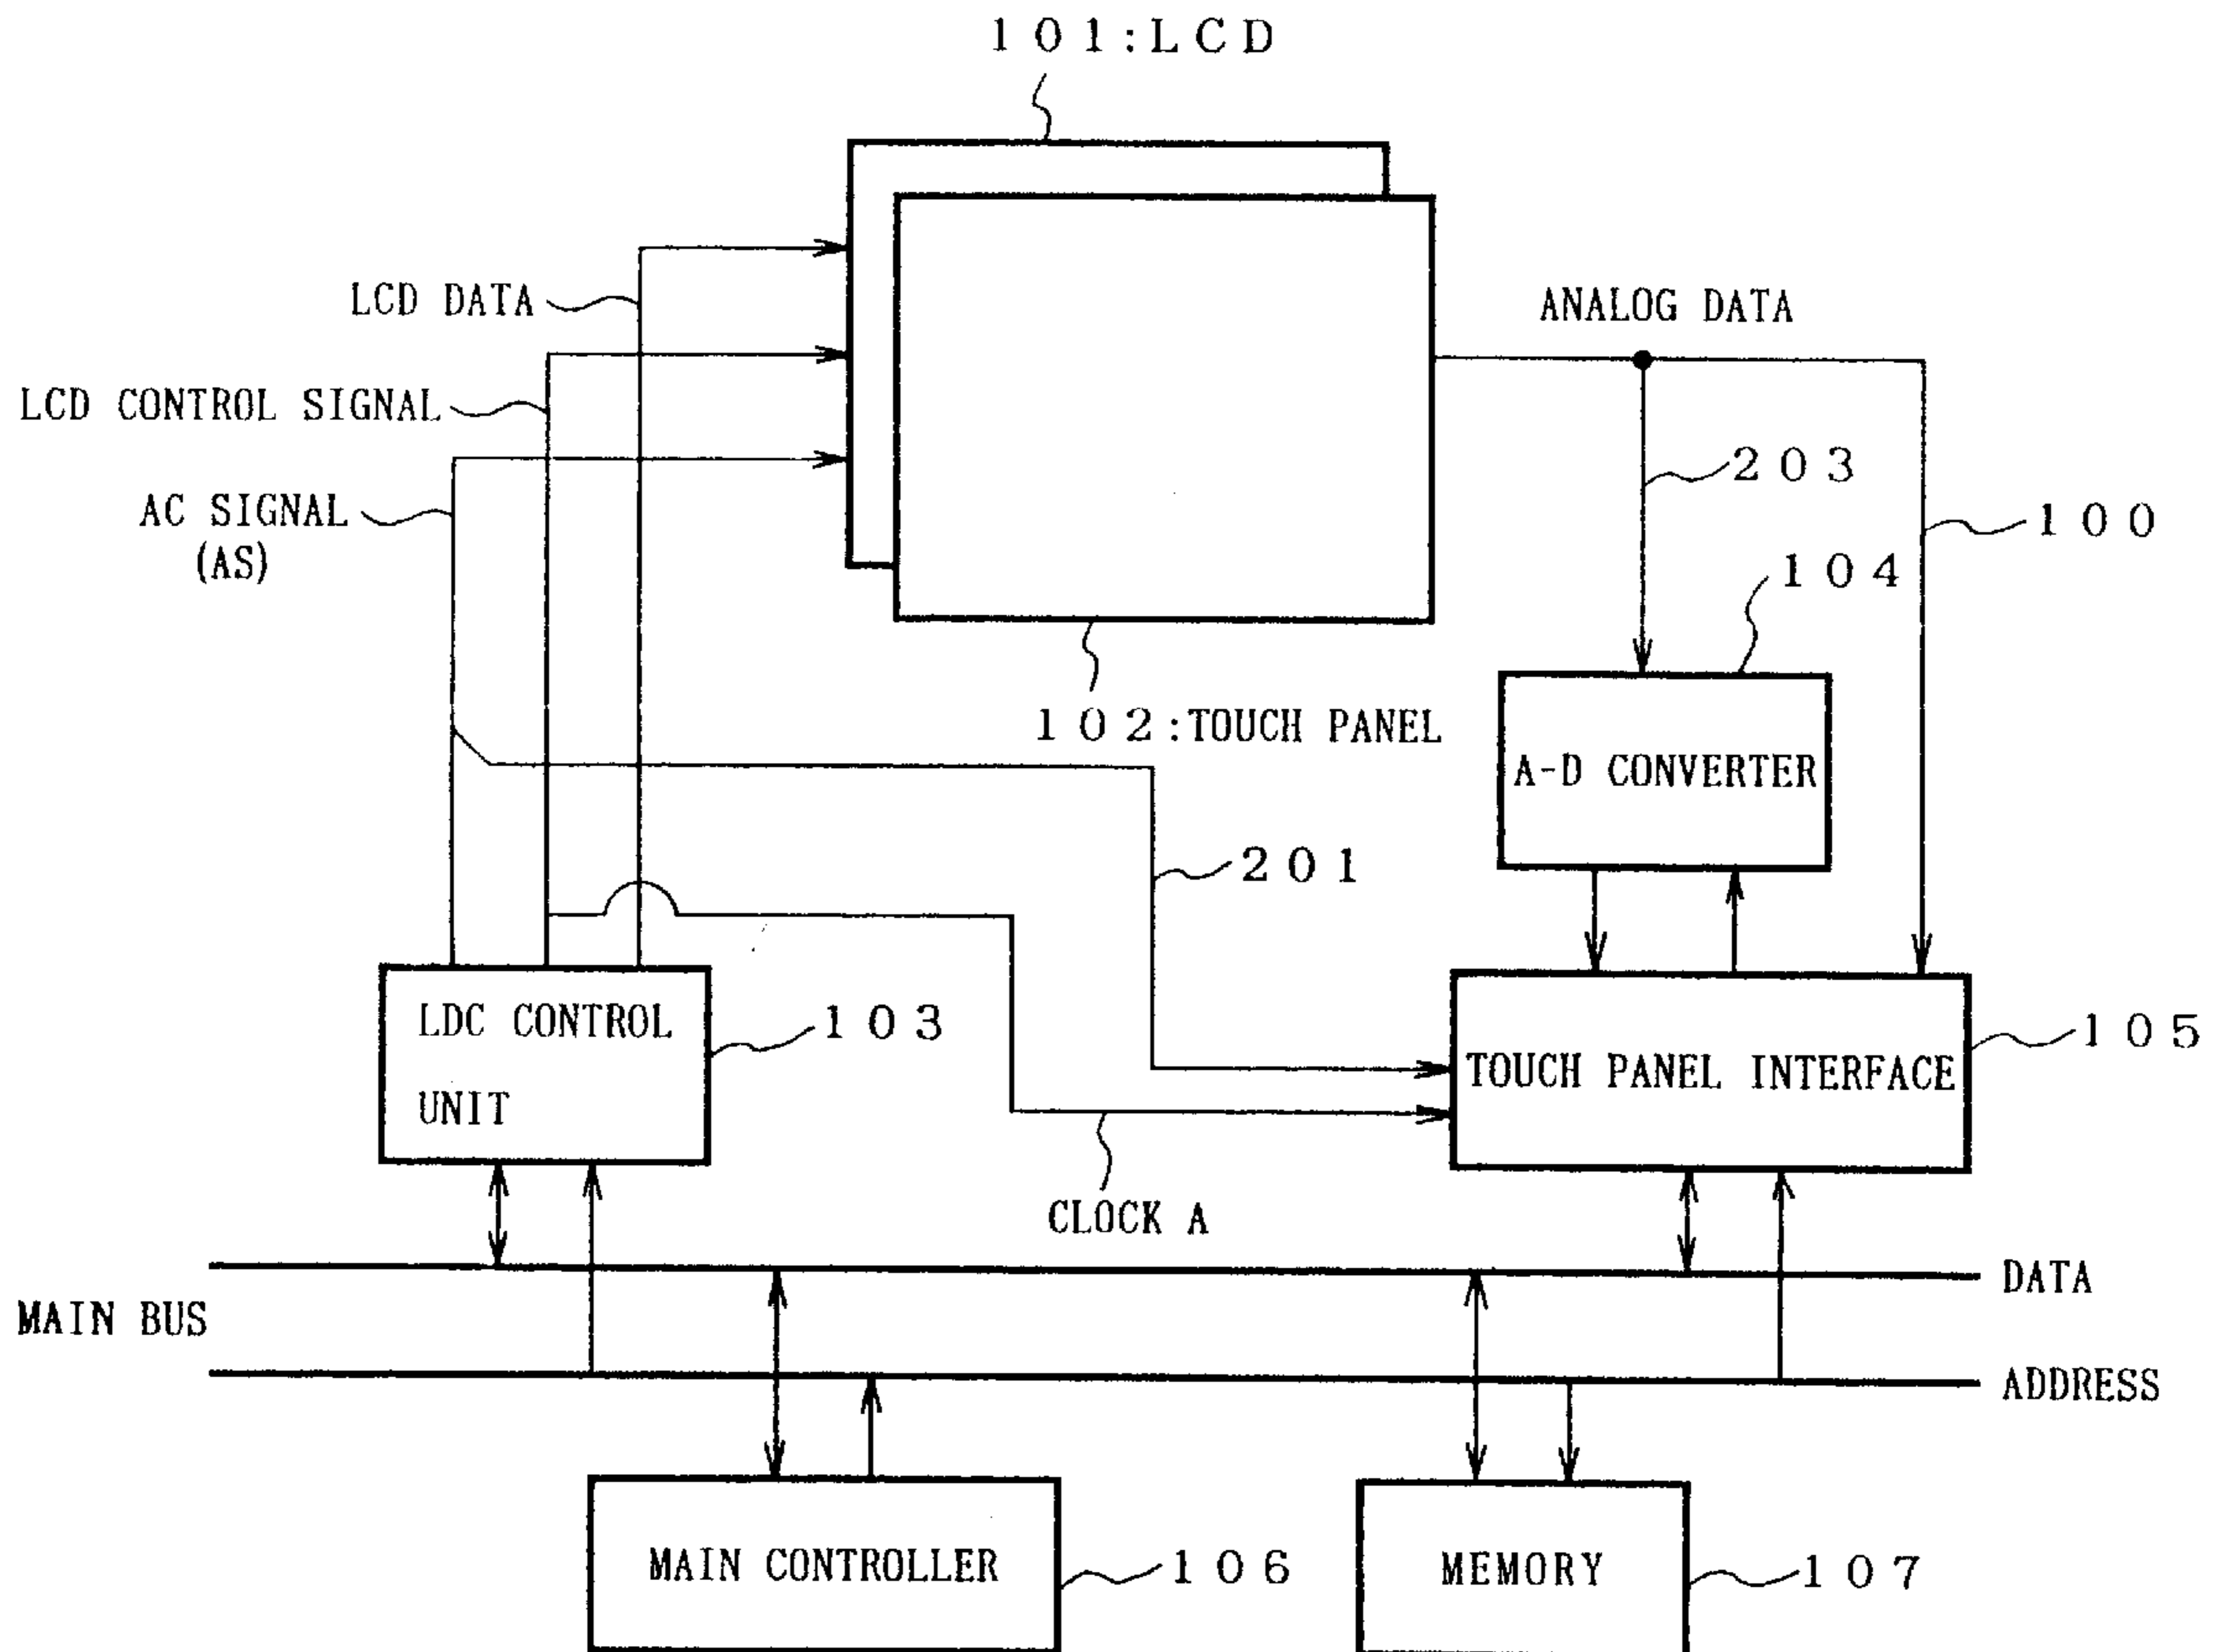 101:LCD
LCD DATA
ANALOG DATA
LCD CONTROL SIGNAL
203
AC SIGNAL
(AS)
100
104
102:TOUCH PANEL
A-D CONVERTER
201
LDC CONTROL
UNIT
103
105
TOUCH PANEL INTERFACE
CLOCK A
DATA
MAIN BUS
ADDRESS
MAIN CONTROLLER
106
MEMORY
107